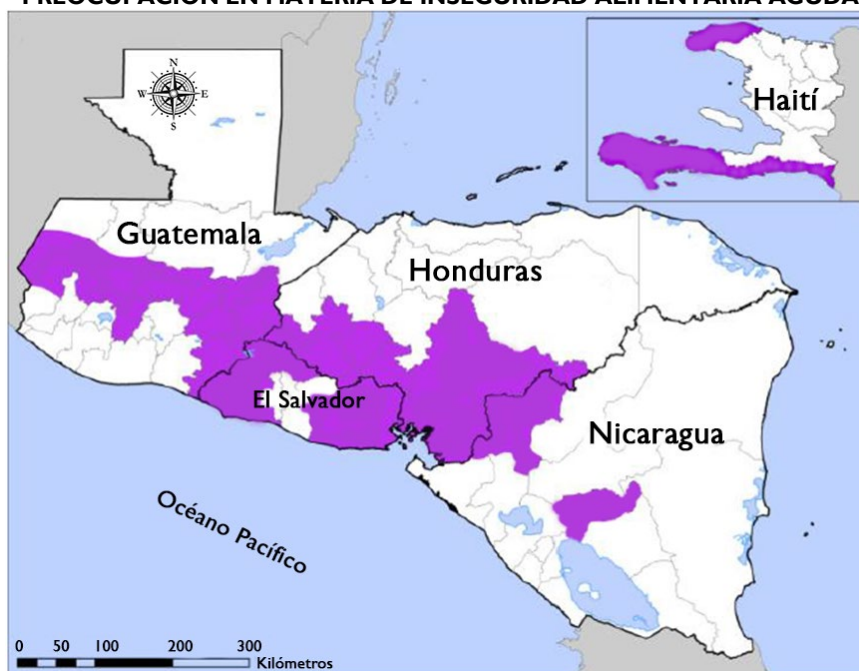 PREOCUPACIÓN EN MATERIA DE INSEGURIDAD ALIMENTARIA AGUDA
N
W E
S
Haití
Guatemala
Honduras
El Salvador
Nicaragua
Océano Pacífico
0 50 100 200 300
Kilómetros